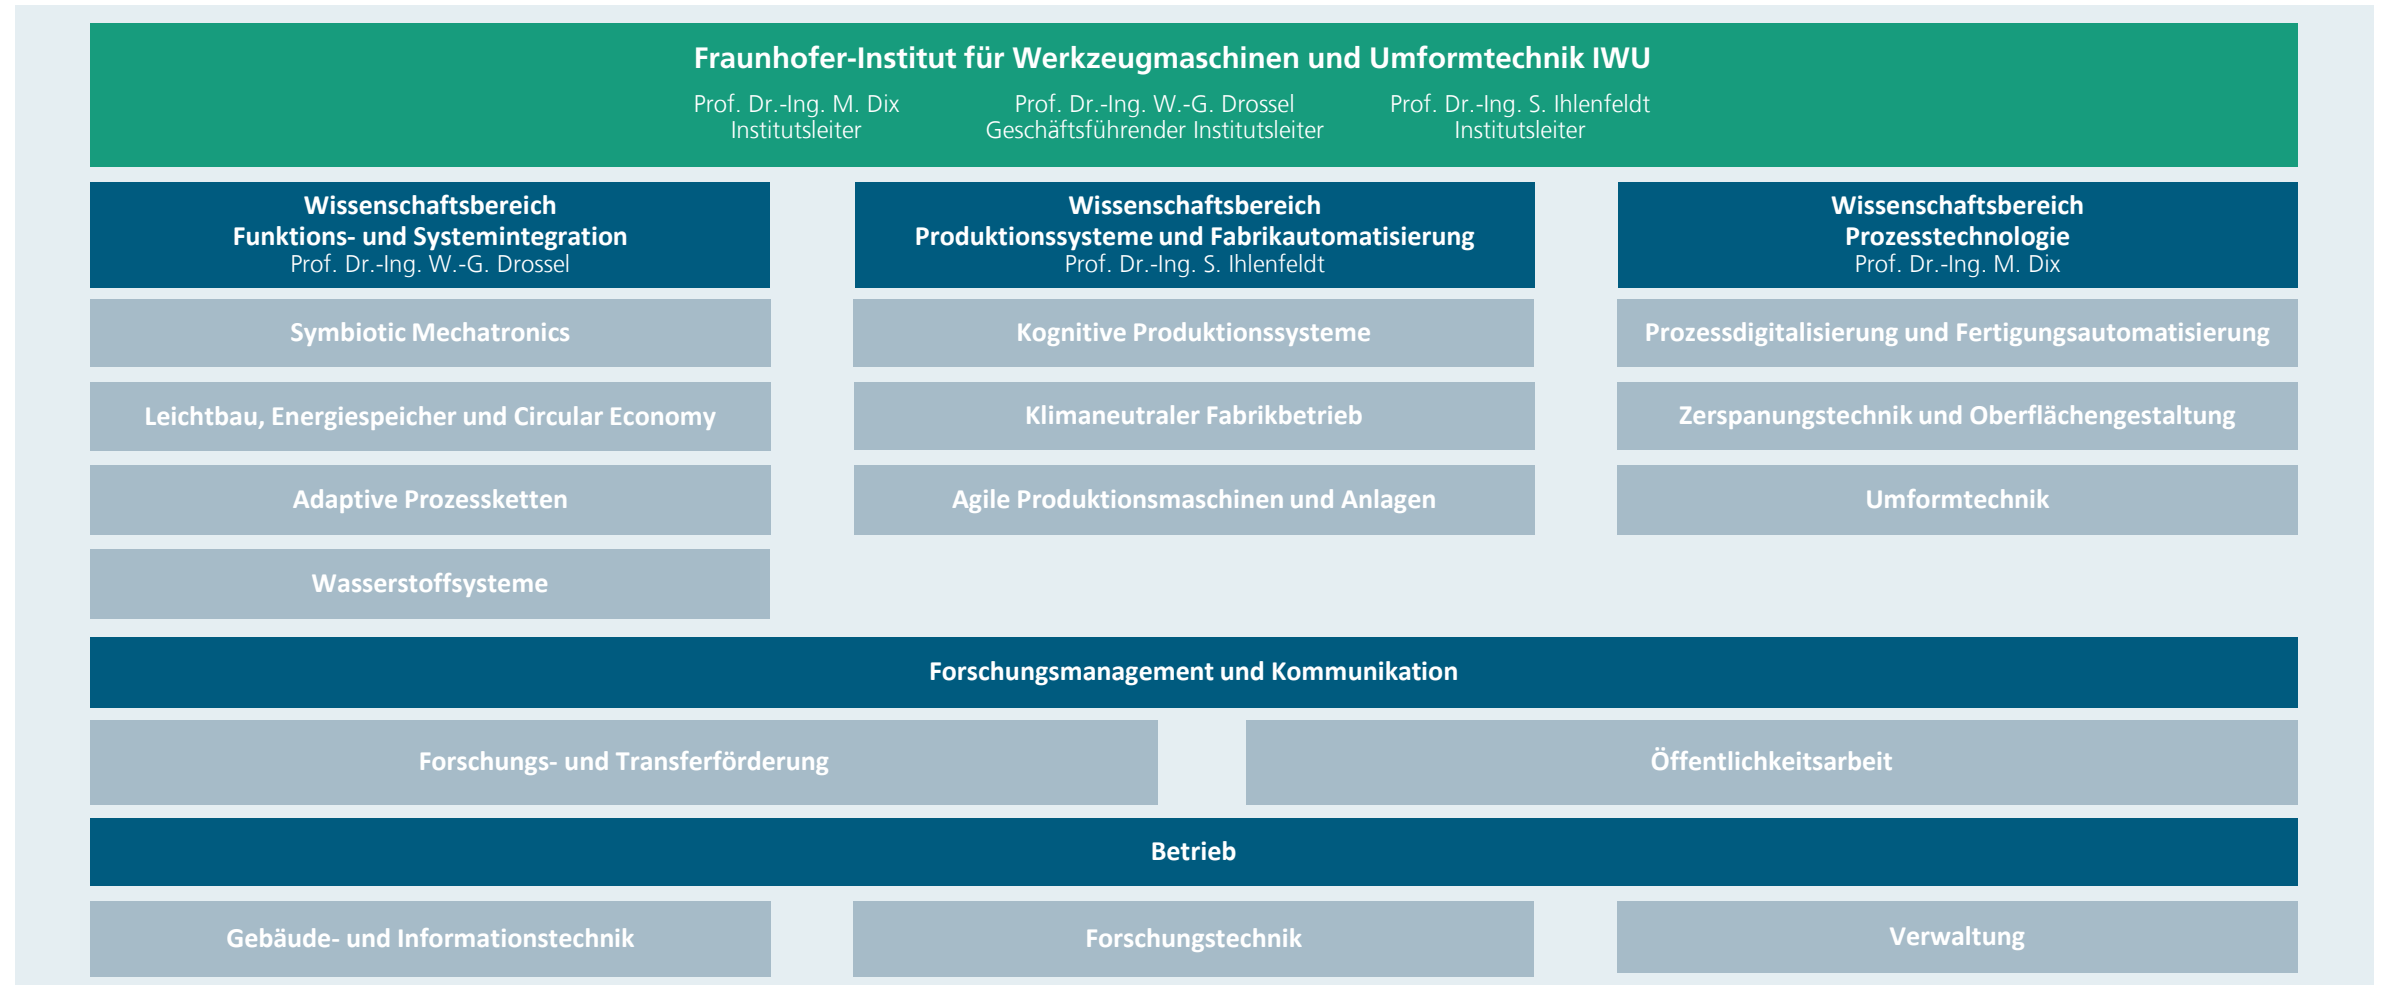 Fraunhofer-Institut für Werkzeugmaschinen und Umformtechnik IWU
Prof. Dr.-Ing. M. Dix
Institutsleiter
Prof. Dr.-Ing. W.-G. Drossel
Geschäftsführender Institutsleiter
Prof. Dr.-Ing. S. Ihlenfeldt
Institutsleiter
Wissenschaftsbereich
Funktions- und Systemintegration
Prof. Dr.-Ing. W.-G. Drossel
Symbiotic Mechatronics
Leichtbau, Energiespeicher und Circular Economy
Adaptive Prozessketten
Wasserstoffsysteme
Wissenschaftsbereich
Produktionssysteme und Fabrikautomatisierung
Prof. Dr.-Ing. S. Ihlenfeldt
Kognitive Produktionssysteme
Klimaneutraler Fabrikbetrieb
Agile Produktionsmaschinen und Anlagen
Wissenschaftsbereich
Prozesstechnologie
Prof. Dr.-Ing. M. Dix
Prozessdigitalisierung und Fertigungsautomatisierung
Zerspanungstechnik und Oberflächengestaltung
Umformtechnik
Forschungsmanagement und Kommunikation
Forschungs- und Transferförderung
Öffentlichkeitsarbeit
Betrieb
Gebäude- und Informationstechnik
Forschungstechnik
Verwaltung